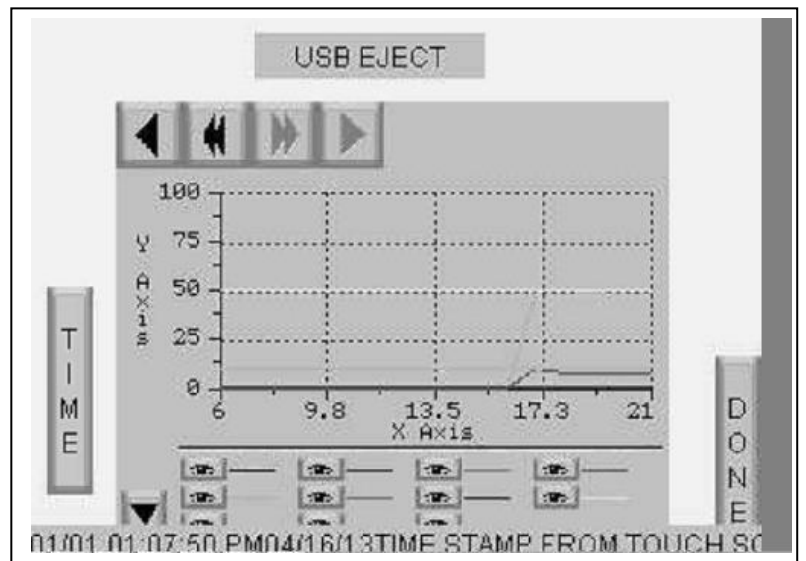 USB EJECT
100
75
50
25
0
Y Axis
6 9.8 13.5 17.3 21
X Axis
TIME
DONE
01/01 01:07:50 PM04/16/13TIME STAMP FROM TOUCH SC